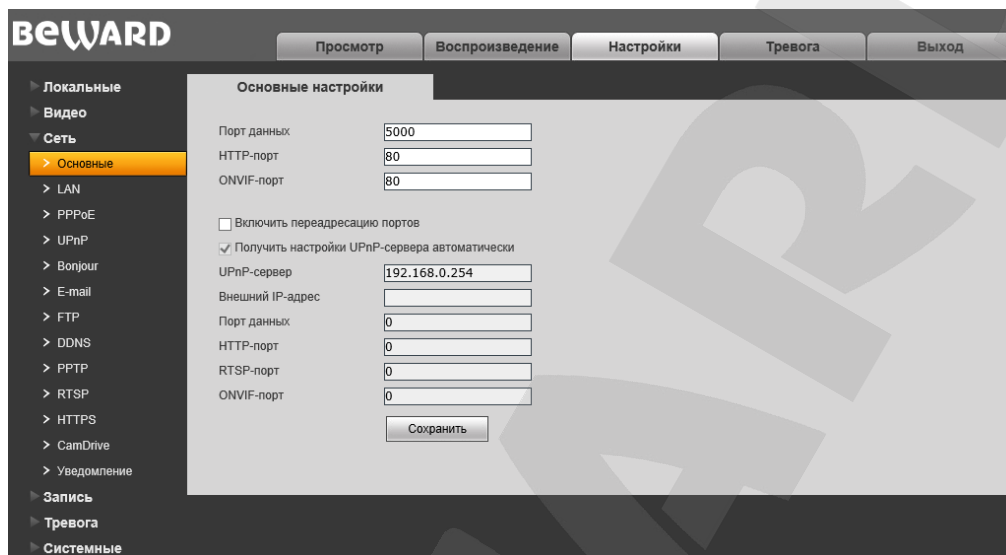 BEWARD
Просмотр
Воспроизведение
Настройки
Тревога
Выход
Локальные
Видео
Сеть
Основные
LAN
PPPoE
UPnP
Bonjour
E-mail
FTP
DDNS
PPTP
RTSP
HTTPS
CamDrive
Уведомление
Запись
Тревога
Системные
Основные настройки
Порт данных 5000
HTTP-порт 80
ONVIF-порт 80
Включить переадресацию портов
Получить настройки UPnP-сервера автоматически
UPnP-сервер 192.168.0.254
Внешний IP-адрес
Порт данных 0
HTTP-порт 0
RTSP-порт 0
ONVIF-порт 0
Сохранить